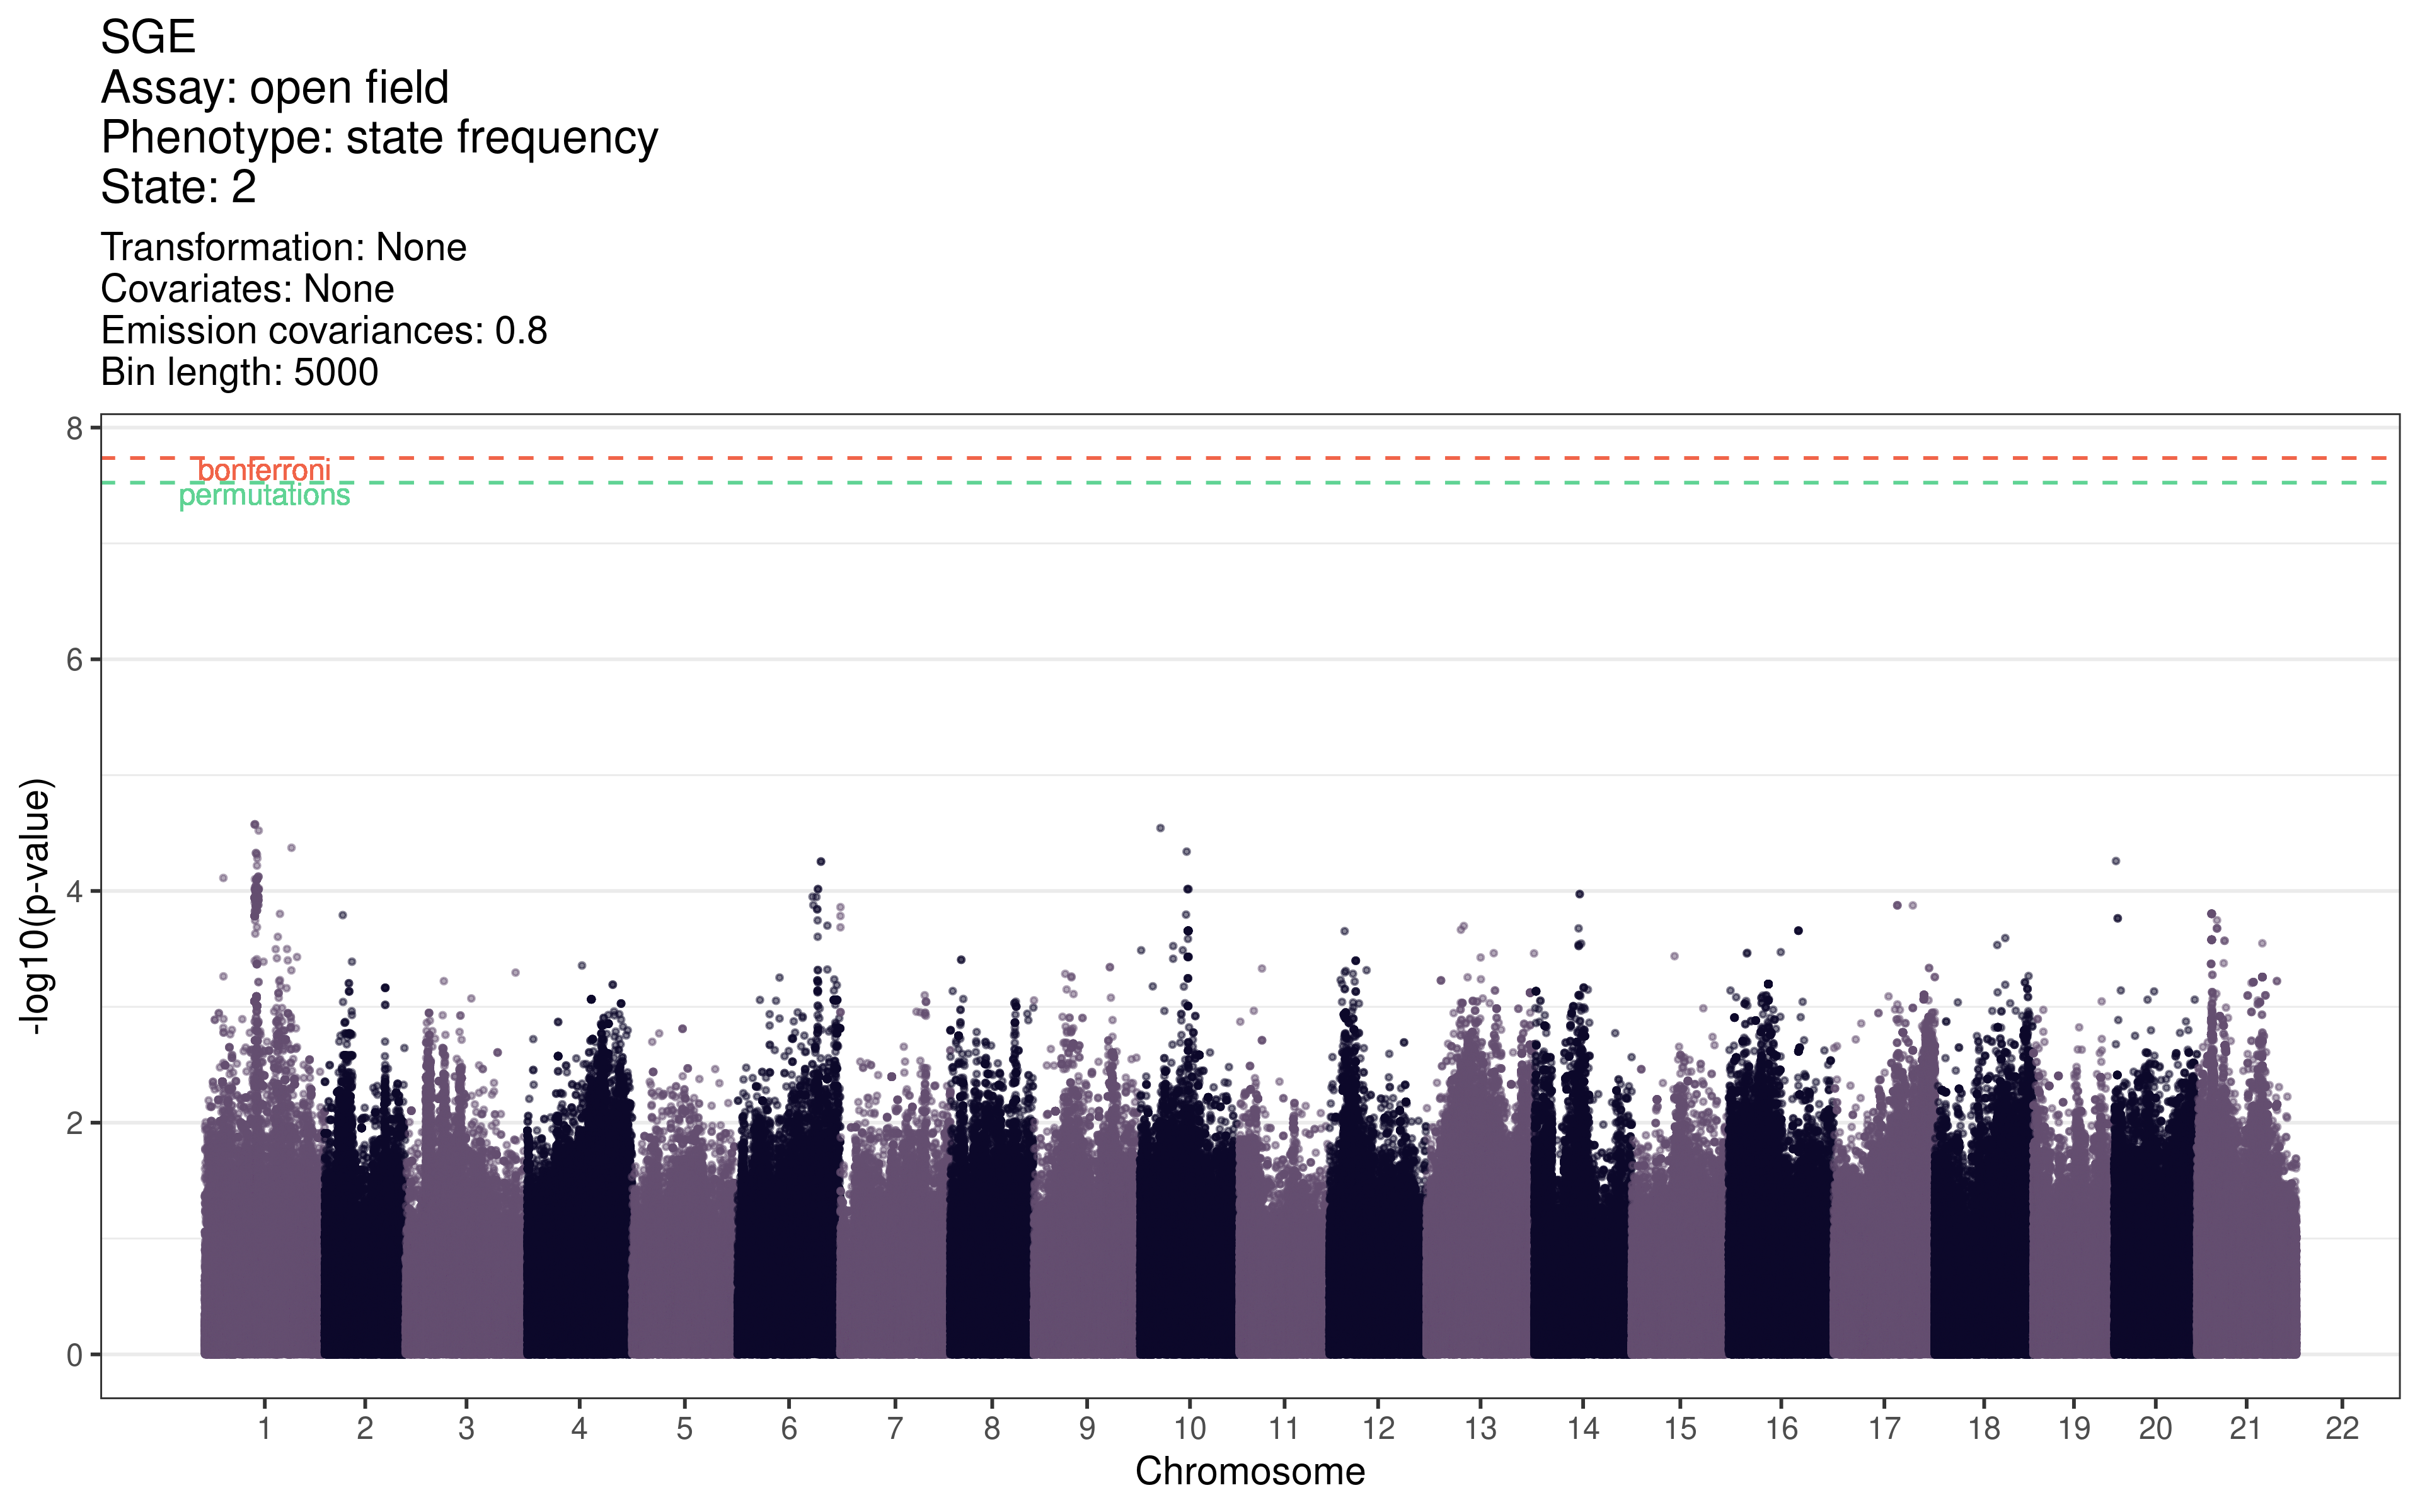 SGE
Assay: open field
Phenotype: state frequency
State: 2
Transformation: None
Covariates: None
Emission covariances: 0.8
Bin length: 5000
8
bonferroni
permutations
6
4
2
0
-log10(p-value)
1 2 3 4 5 6 7 8 9 10 11 12 13 14 15 16 17 18 19 20 21 22
Chromosome